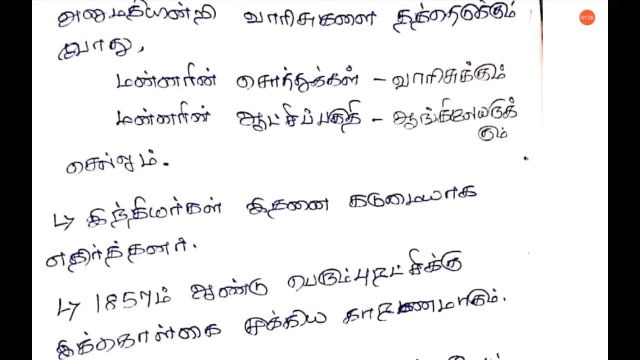 அனுமதியின்றி வாரிசுகளை தத்தெடுக்கும்
போது,
மன்னரின் சொத்துக்கள் - வாரிசுக்கும்
மன்னரின் ஆட்சிப்பகுதி - ஆங்கிலேயருக்
கும்
செல்லும்.
↳ இந்தியர்கள் இதனை கடுமையாக
எதிர்த்தனர்.
↳ 1857ம் ஆண்டு பெரும்புரட்சிக்கு
இக்கொள்கை முக்கிய காரணமாகும்.